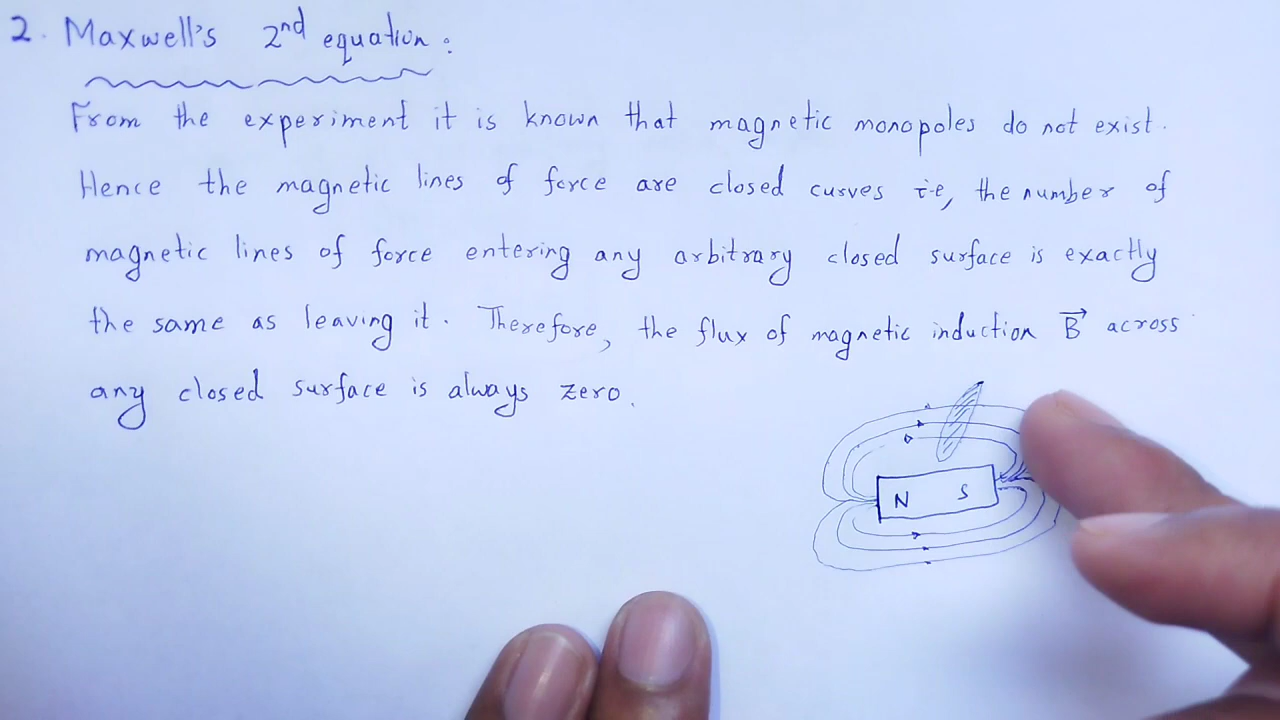 2. Maxwell's 2nd equation:
From the experiment it is known that magnetic monopoles do not exist.
Hence the magnetic lines of force are closed curves i.e, the number of
magnetic lines of force entering any arbitrary closed surface is exactly
the same as leaving it. Therefore, the flux of magnetic induction B⃗ across
any closed surface is always zero.
N S